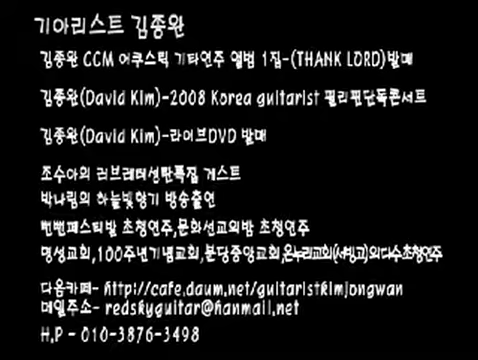 기아리스트 김종완
김종완 CCM 어쿠스틱 기타연주 앨범 1집-(THANK LORD)발매
김종완(David Kim)-2008 Korea guitarist 필리핀단독콘서트
김종완(David Kim)-라이브DVD 발매
조수아의 러브레터성탄특집 게스트
박나림의 하늘빛향기 방송출연
뻔뻔페스티발 초청연주,문화선교의밤 초청연주
명성교회,100주년기념교회,분당중앙교회,온누리교회(서빙고)외다수초청연주
다음카페- http://cafe.daum.net/guitaristkimjongwan
메일주소- redskyguitar@hanmail.net
H.P - 010-3876-3498